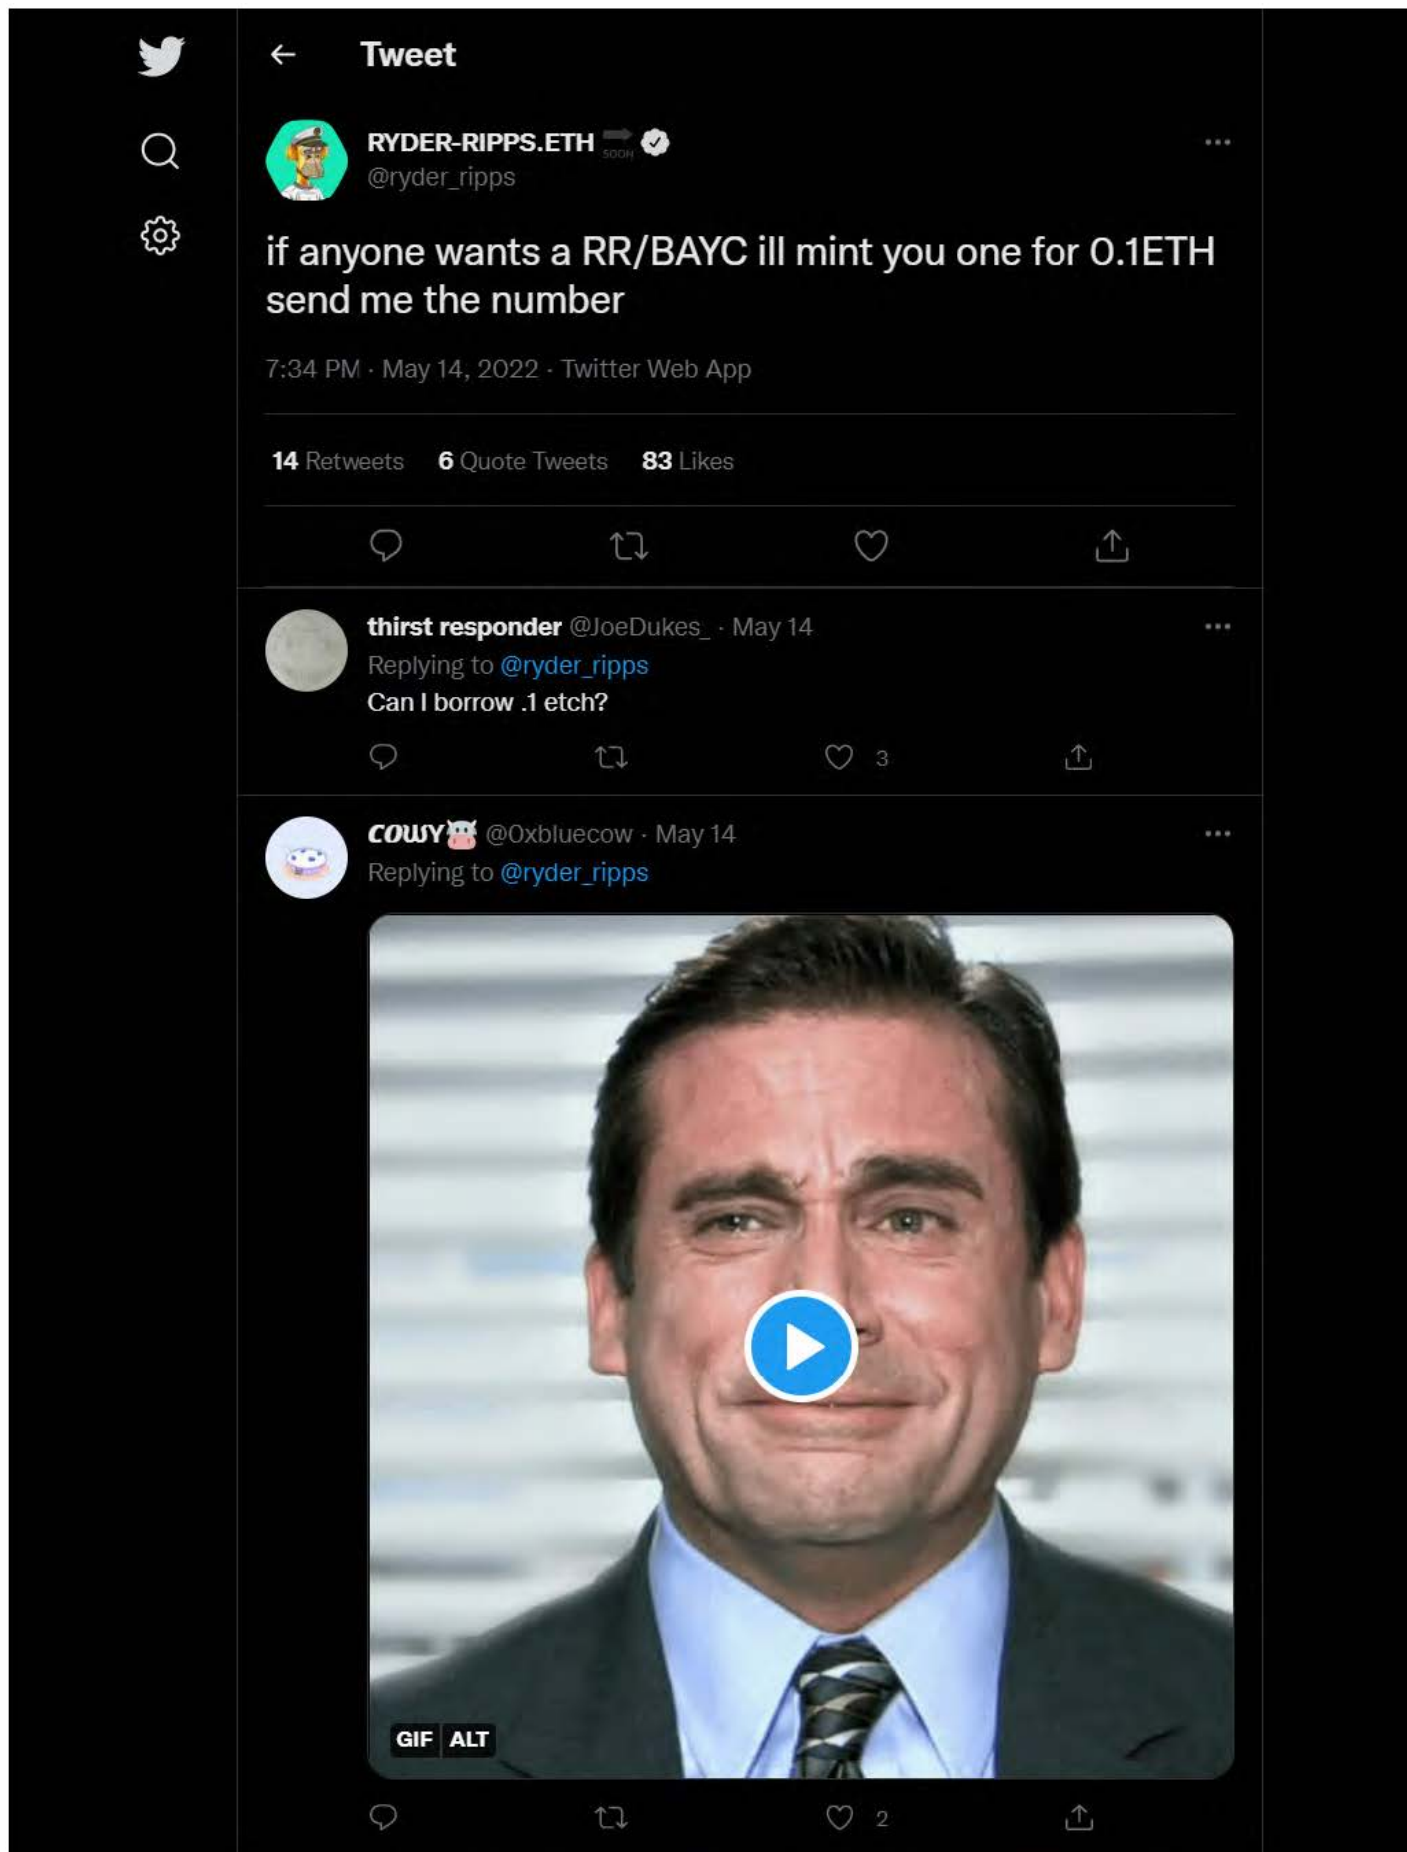 Tweet
RYDER-RIPPS.ETH SOON
@ryder_ripps
if anyone wants a RR/BAYC ill mint you one for 0.1ETH
send me the number
7:34 PM · May 14, 2022 · Twitter Web App
14 Retweets 6 Quote Tweets 83 Likes
thirst responder @JoeDukes_ · May 14
Replying to @ryder_ripps
Can I borrow .1 etch?
3
COWSY @0xbluecow · May 14
Replying to @ryder_ripps
GIF ALT
2